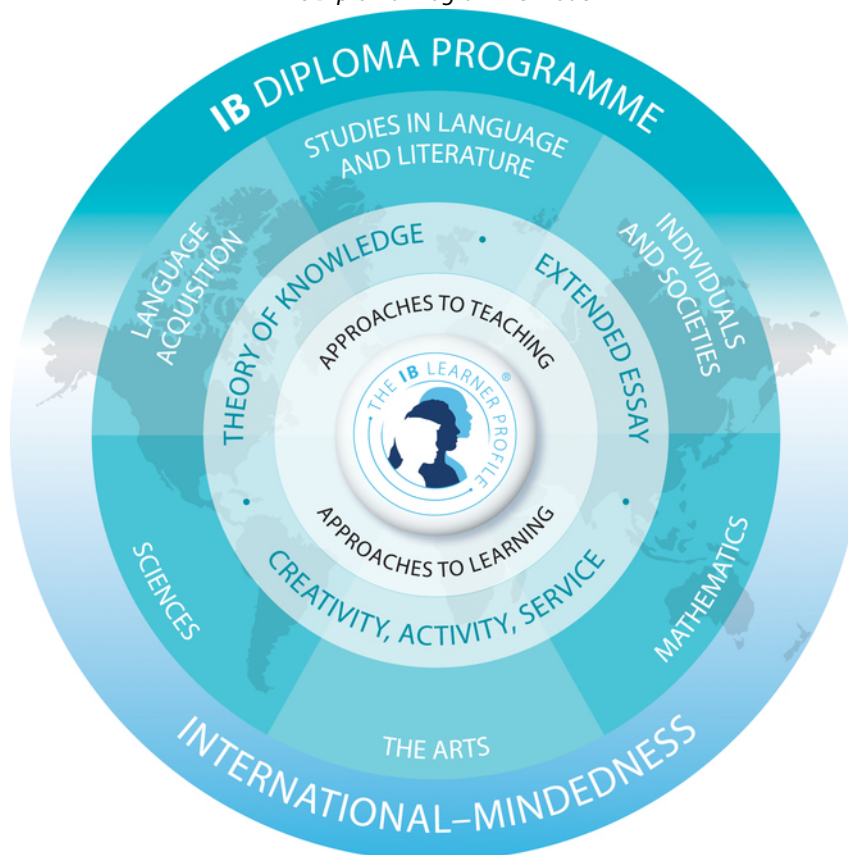 IB DIPLOMA PROGRAMME
STUDIES IN LANGUAGE
AND LITERATURE
LANGUAGE
ACQUISITION
INDIVIDUALS
AND SOCIETIES
THEORY OF KNOWLEDGE
•
EXTENDED ESSAY
APPROACHES TO TEACHING
THE IB LEARNER PROFILE
®
APPROACHES TO LEARNING
•
CREATIVITY, ACTIVITY, SERVICE
•
SCIENCES
MATHEMATICS
THE ARTS
INTERNATIONAL–MINDEDNESS